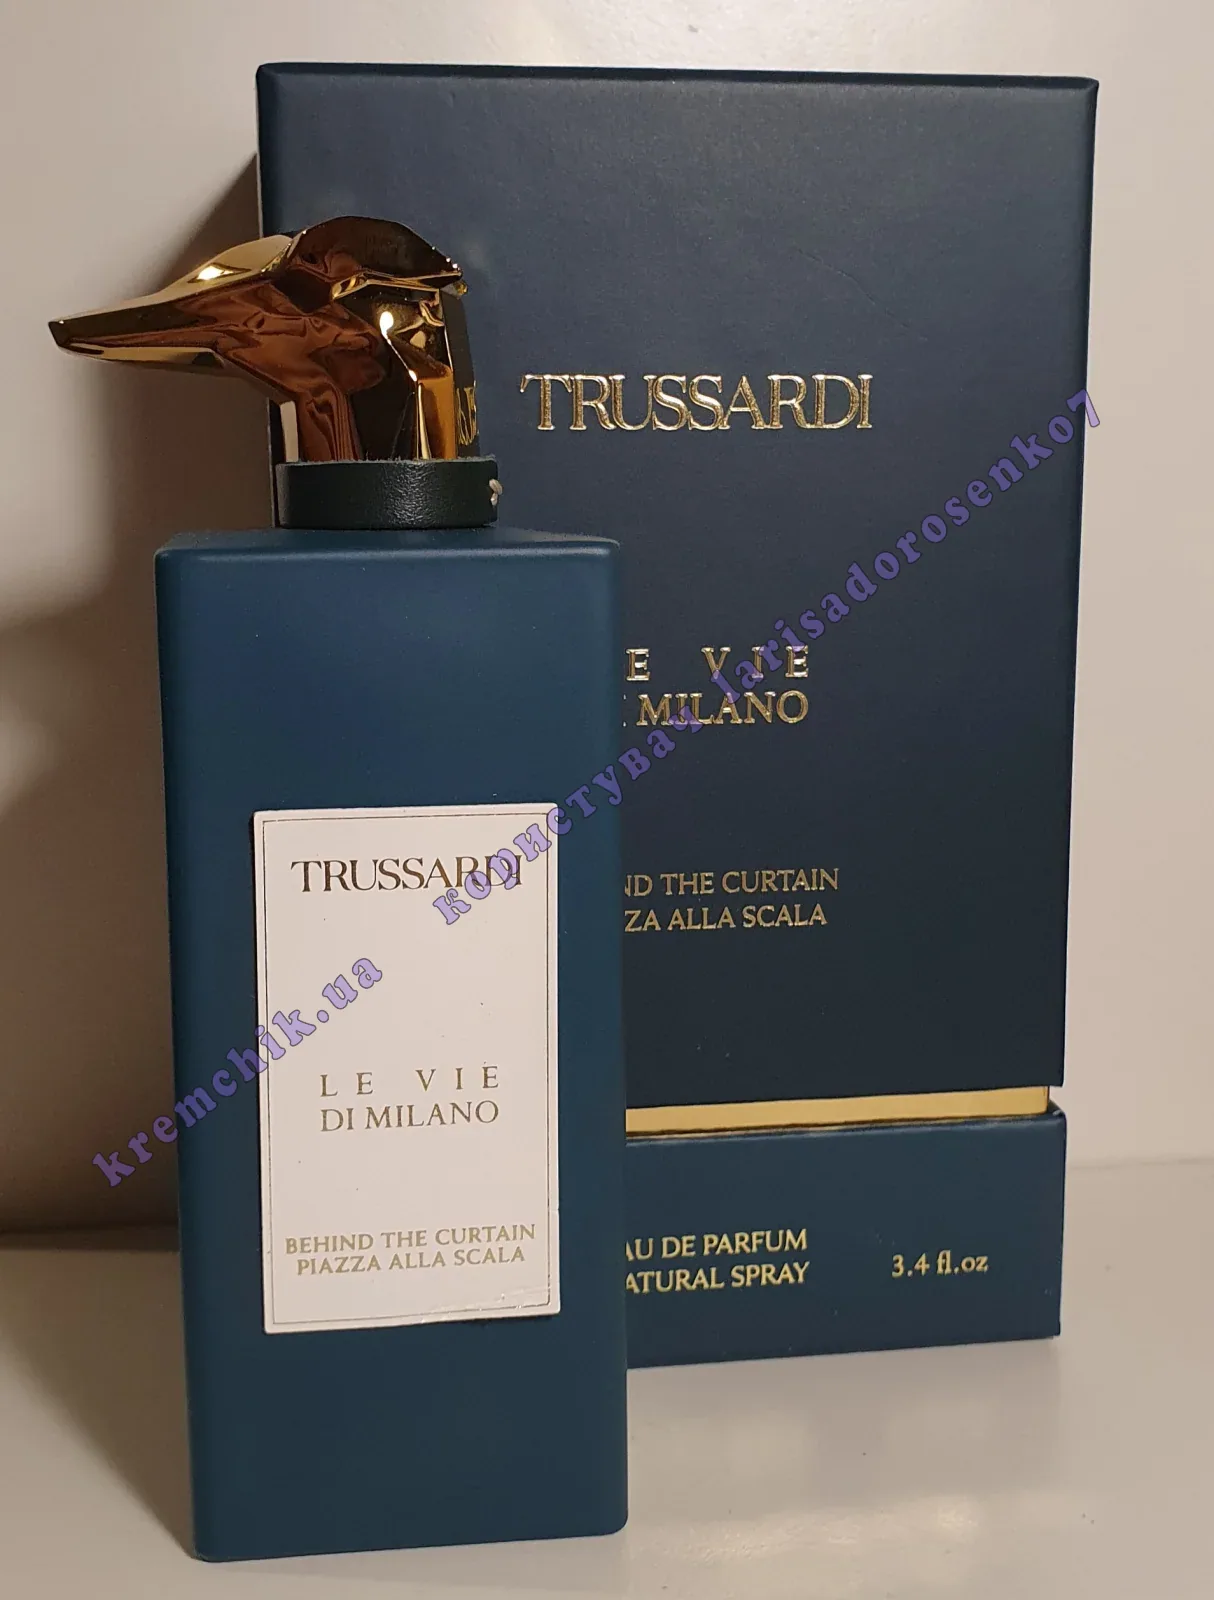 TRUSSARDI
E VIE
MILANO
ND THE CURTAIN
ZA ALLA SCALA
AU DE PARFUM
ATURAL SPRAY
3.4 fl.oz
TRUSSARDI
LE VIE
DI MILANO
BEHIND THE CURTAIN
PIAZZA ALLA SCALA
kremchik.ua користувач larisadorosenko7